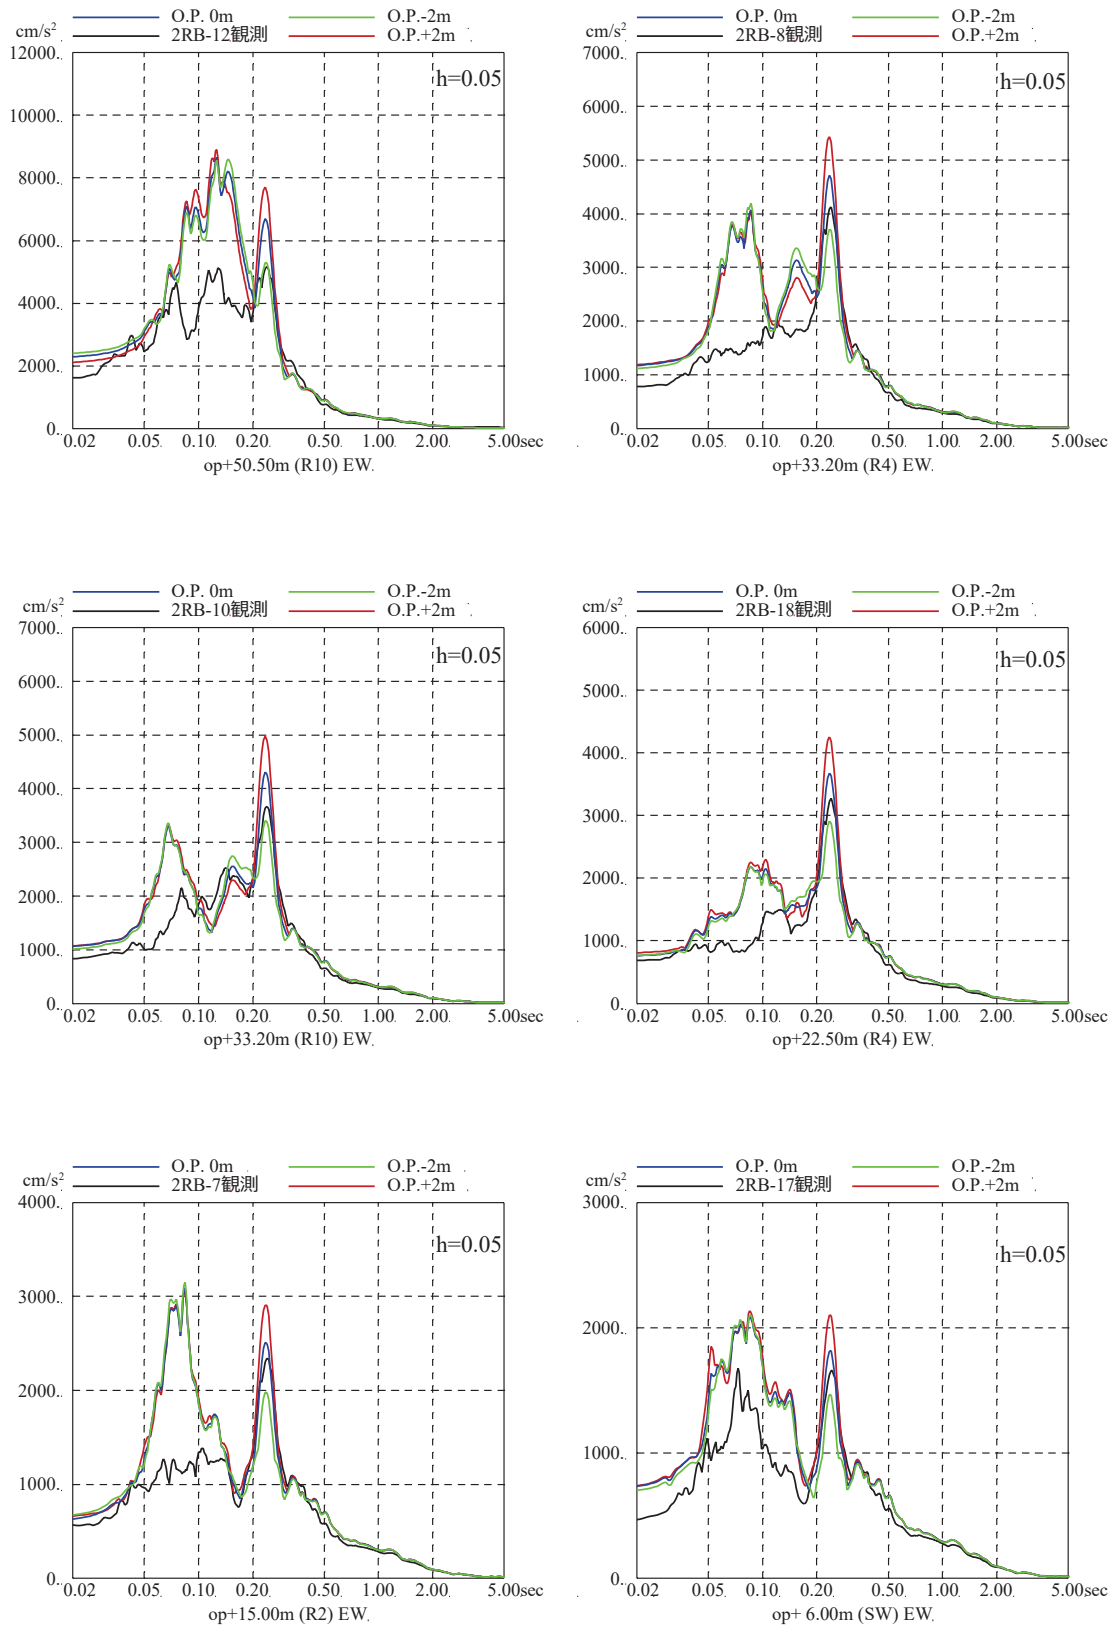 O.P. 0m O.P.-2m
cm/s² 2RB-12観測 O.P.+2m
12000
h=0.05
10000
8000
6000
4000
2000
0
0.02 0.05 0.10 0.20 0.50 1.00 2.00 5.00sec
op+50.50m (R10) EW
O.P. 0m O.P.-2m
cm/s² 2RB-8観測 O.P.+2m
7000
h=0.05
6000
5000
4000
3000
2000
1000
0
0.02 0.05 0.10 0.20 0.50 1.00 2.00 5.00sec
op+33.20m (R4) EW
O.P. 0m O.P.-2m
cm/s² 2RB-10観測 O.P.+2m
7000
h=0.05
6000
5000
4000
3000
2000
1000
0
0.02 0.05 0.10 0.20 0.50 1.00 2.00 5.00sec
op+33.20m (R10) EW
O.P. 0m O.P.-2m
cm/s² 2RB-18観測 O.P.+2m
6000
h=0.05
5000
4000
3000
2000
1000
0
0.02 0.05 0.10 0.20 0.50 1.00 2.00 5.00sec
op+22.50m (R4) EW
O.P. 0m O.P.-2m
cm/s² 2RB-7観測 O.P.+2m
4000
h=0.05
3000
2000
1000
0
0.02 0.05 0.10 0.20 0.50 1.00 2.00 5.00sec
op+15.00m (R2) EW
O.P. 0m O.P.-2m
cm/s² 2RB-17観測 O.P.+2m
3000
h=0.05
2000
1000
0
0.02 0.05 0.10 0.20 0.50 1.00 2.00 5.00sec
op+ 6.00m (SW) EW